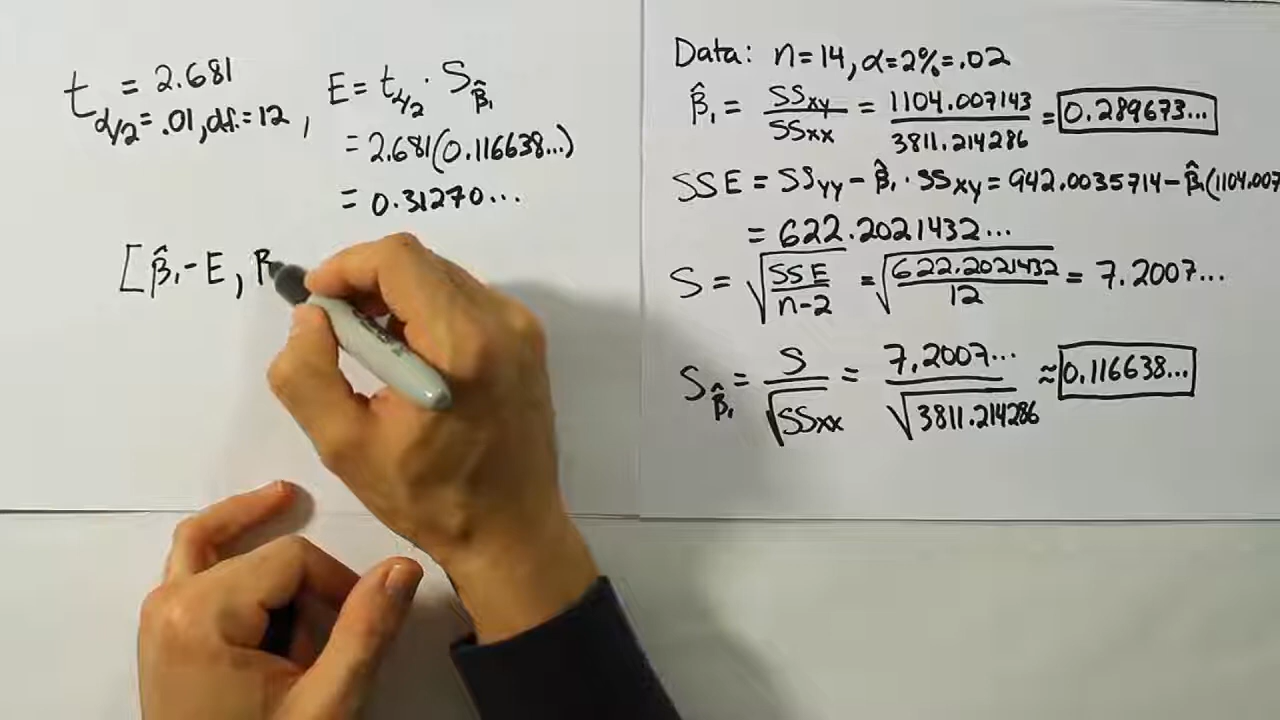 t_{α/2=.01, d.f.=12} = 2.681,
E = t_{α/2} · S_{β̂₁}
= 2.681(0.116638...)
= 0.31270...
[β̂₁-E, β
Data: n=14, α=2%=.02
β̂₁ = SSxy/SSxx = 1104.007143/3811.214286 = 0.289673...
SSE = SSyy - β̂₁ · SSxy = 942.0035714 - β̂₁(1104.007
= 622.2021432...
S = √(SSE/n-2) = √(622.2021432/12) = 7.2007...
S_{β̂₁} = S/√SSxx = 7.2007.../√3811.214286 ≈ 0.116638...